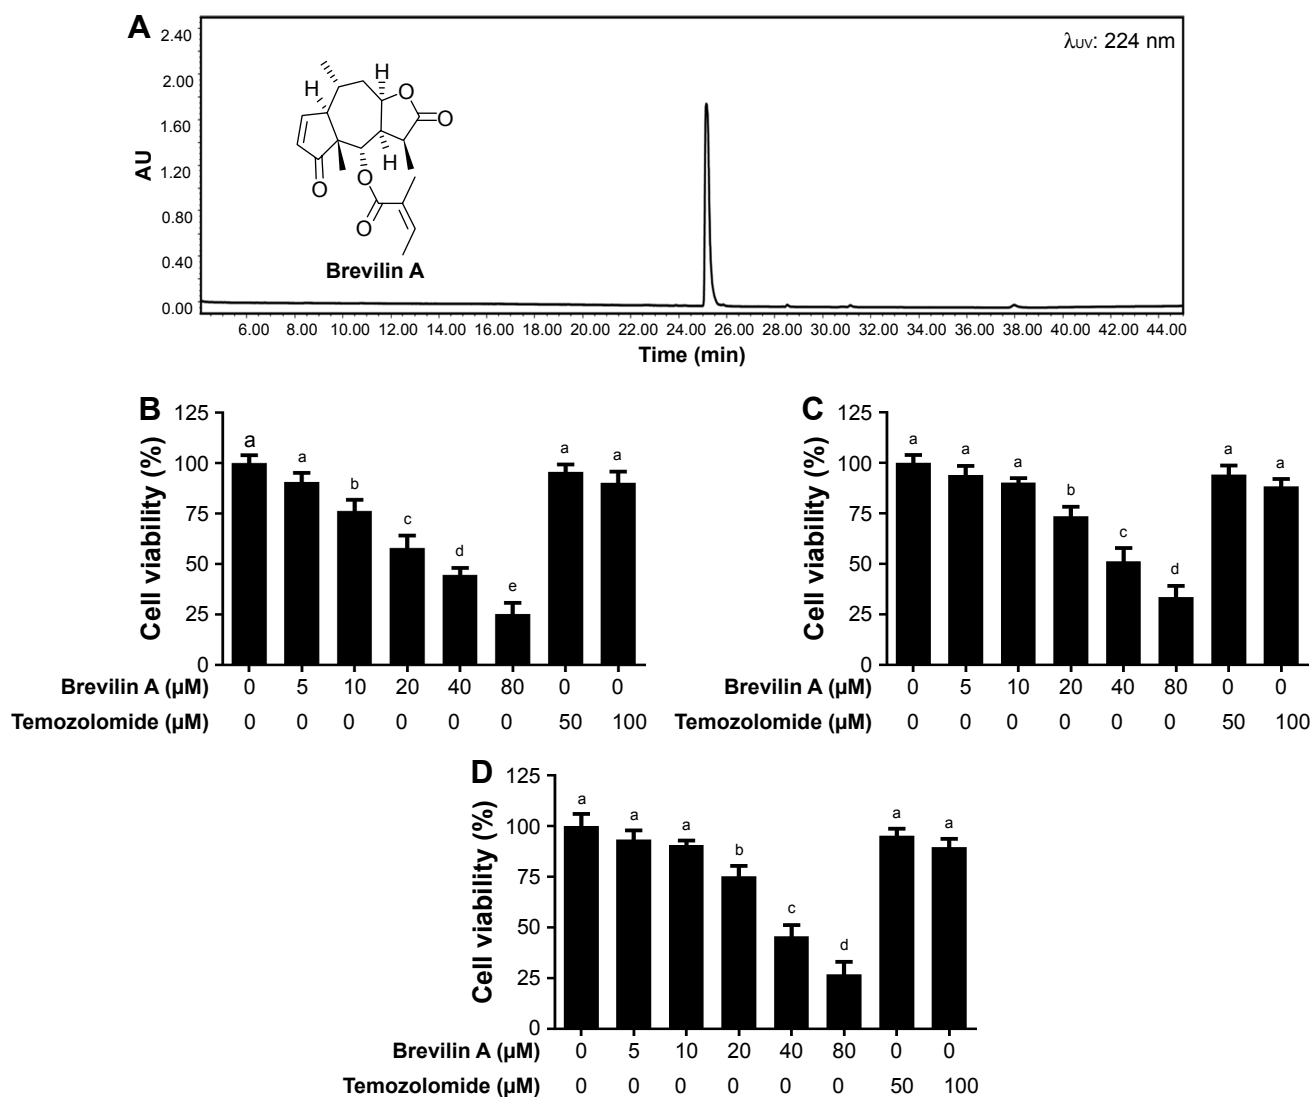 A
2.40
2.00
1.60
1.20
0.80
0.40
0.00
AU
λUV: 224 nm
H
H
O
O
H
O
O
O
Brevilin A
6.00 8.00 10.00 12.00 14.00 16.00 18.00 20.00 22.00 24.00 26.00 28.00 30.00 32.00 34.00 36.00 38.00 40.00 42.00 44.00
Time (min)
B
125
100
75
50
25
0
Cell viability (%)
a a b c d e a a
Brevilin A (µM) 0 5 10 20 40 80 0 0
Temozolomide (µM) 0 0 0 0 0 0 50 100
C
125
100
75
50
25
0
Cell viability (%)
a a a b c d a a
Brevilin A (µM) 0 5 10 20 40 80 0 0
Temozolomide (µM) 0 0 0 0 0 0 50 100
D
125
100
75
50
25
0
Cell viability (%)
a a a b c d a a
Brevilin A (µM) 0 5 10 20 40 80 0 0
Temozolomide (µM) 0 0 0 0 0 0 50 100